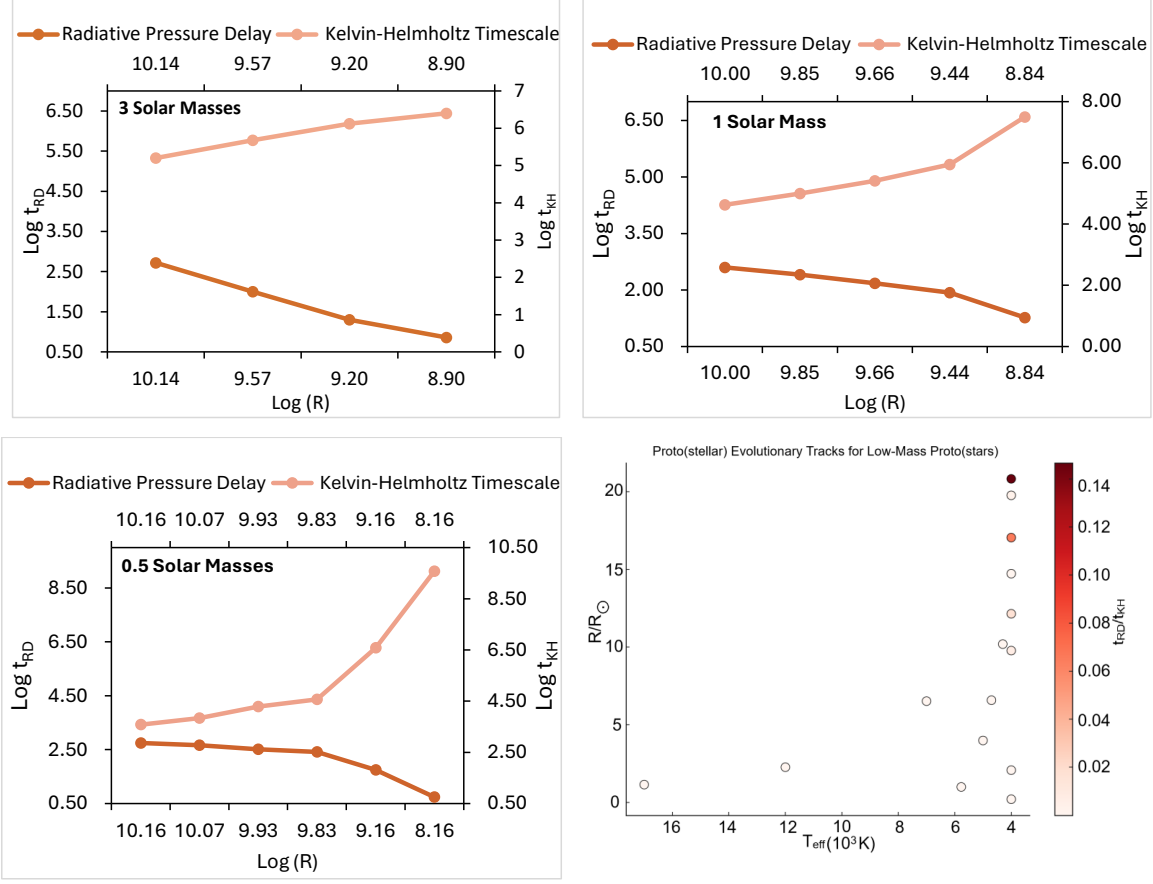 Radiative Pressure Delay Kelvin-Helmholtz Timescale
10.14 9.57 9.20 8.90
3 Solar Masses
6.50
5.50
4.50
3.50
2.50
1.50
0.50
Log tRD
7
6
5
4
3
2
1
0
Log tKH
10.14 9.57 9.20 8.90
Log (R)
Radiative Pressure Delay Kelvin-Helmholtz Timescale
10.00 9.85 9.66 9.44 8.84
1 Solar Mass
6.50
5.00
3.50
2.00
0.50
Log tRD
8.00
6.00
4.00
2.00
0.00
Log tKH
10.00 9.85 9.66 9.44 8.84
Log (R)
Radiative Pressure Delay Kelvin-Helmholtz Timescale
10.16 10.07 9.93 9.83 9.16 8.16
0.5 Solar Masses
8.50
6.50
4.50
2.50
0.50
Log tRD
10.50
8.50
6.50
4.50
2.50
0.50
Log tKH
10.16 10.07 9.93 9.83 9.16 8.16
Log (R)
Proto(stellar) Evolutionary Tracks for Low-Mass Proto(stars)
20
15
10
5
0
R/R⊙
16 14 12 10 8 6 4
Teff(10³K)
0.14
0.12
0.10
0.08
0.06
0.04
0.02
tRD/tKH